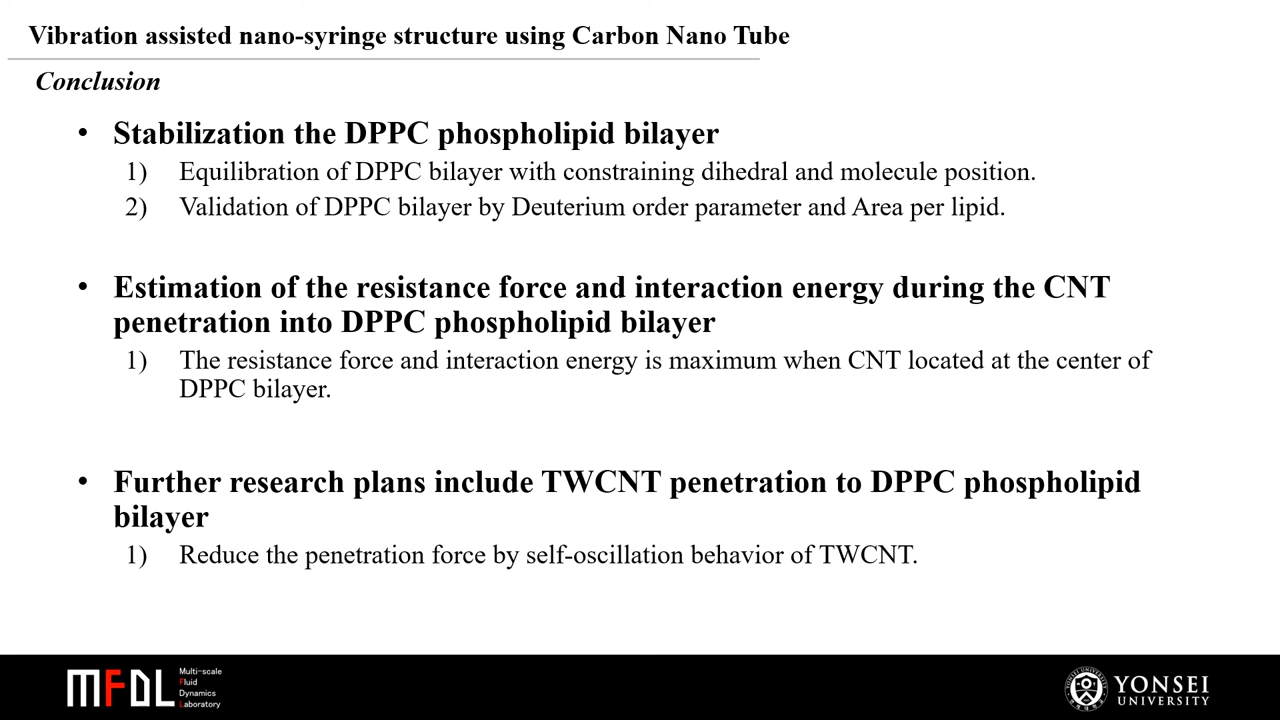 Vibration assisted nano-syringe structure using Carbon Nano Tube
Conclusion
• Stabilization the DPPC phospholipid bilayer
1) Equilibration of DPPC bilayer with constraining dihedral and molecule position.
2) Validation of DPPC bilayer by Deuterium order parameter and Area per lipid.
• Estimation of the resistance force and interaction energy during the CNT
penetration into DPPC phospholipid bilayer
1) The resistance force and interaction energy is maximum when CNT located at the center of
DPPC bilayer.
• Further research plans include TWCNT penetration to DPPC phospholipid
bilayer
1) Reduce the penetration force by self-oscillation behavior of TWCNT.
MFDL
Multi-scale
Fluid
Dynamics
Laboratory
YONSEI
UNIVERSITY